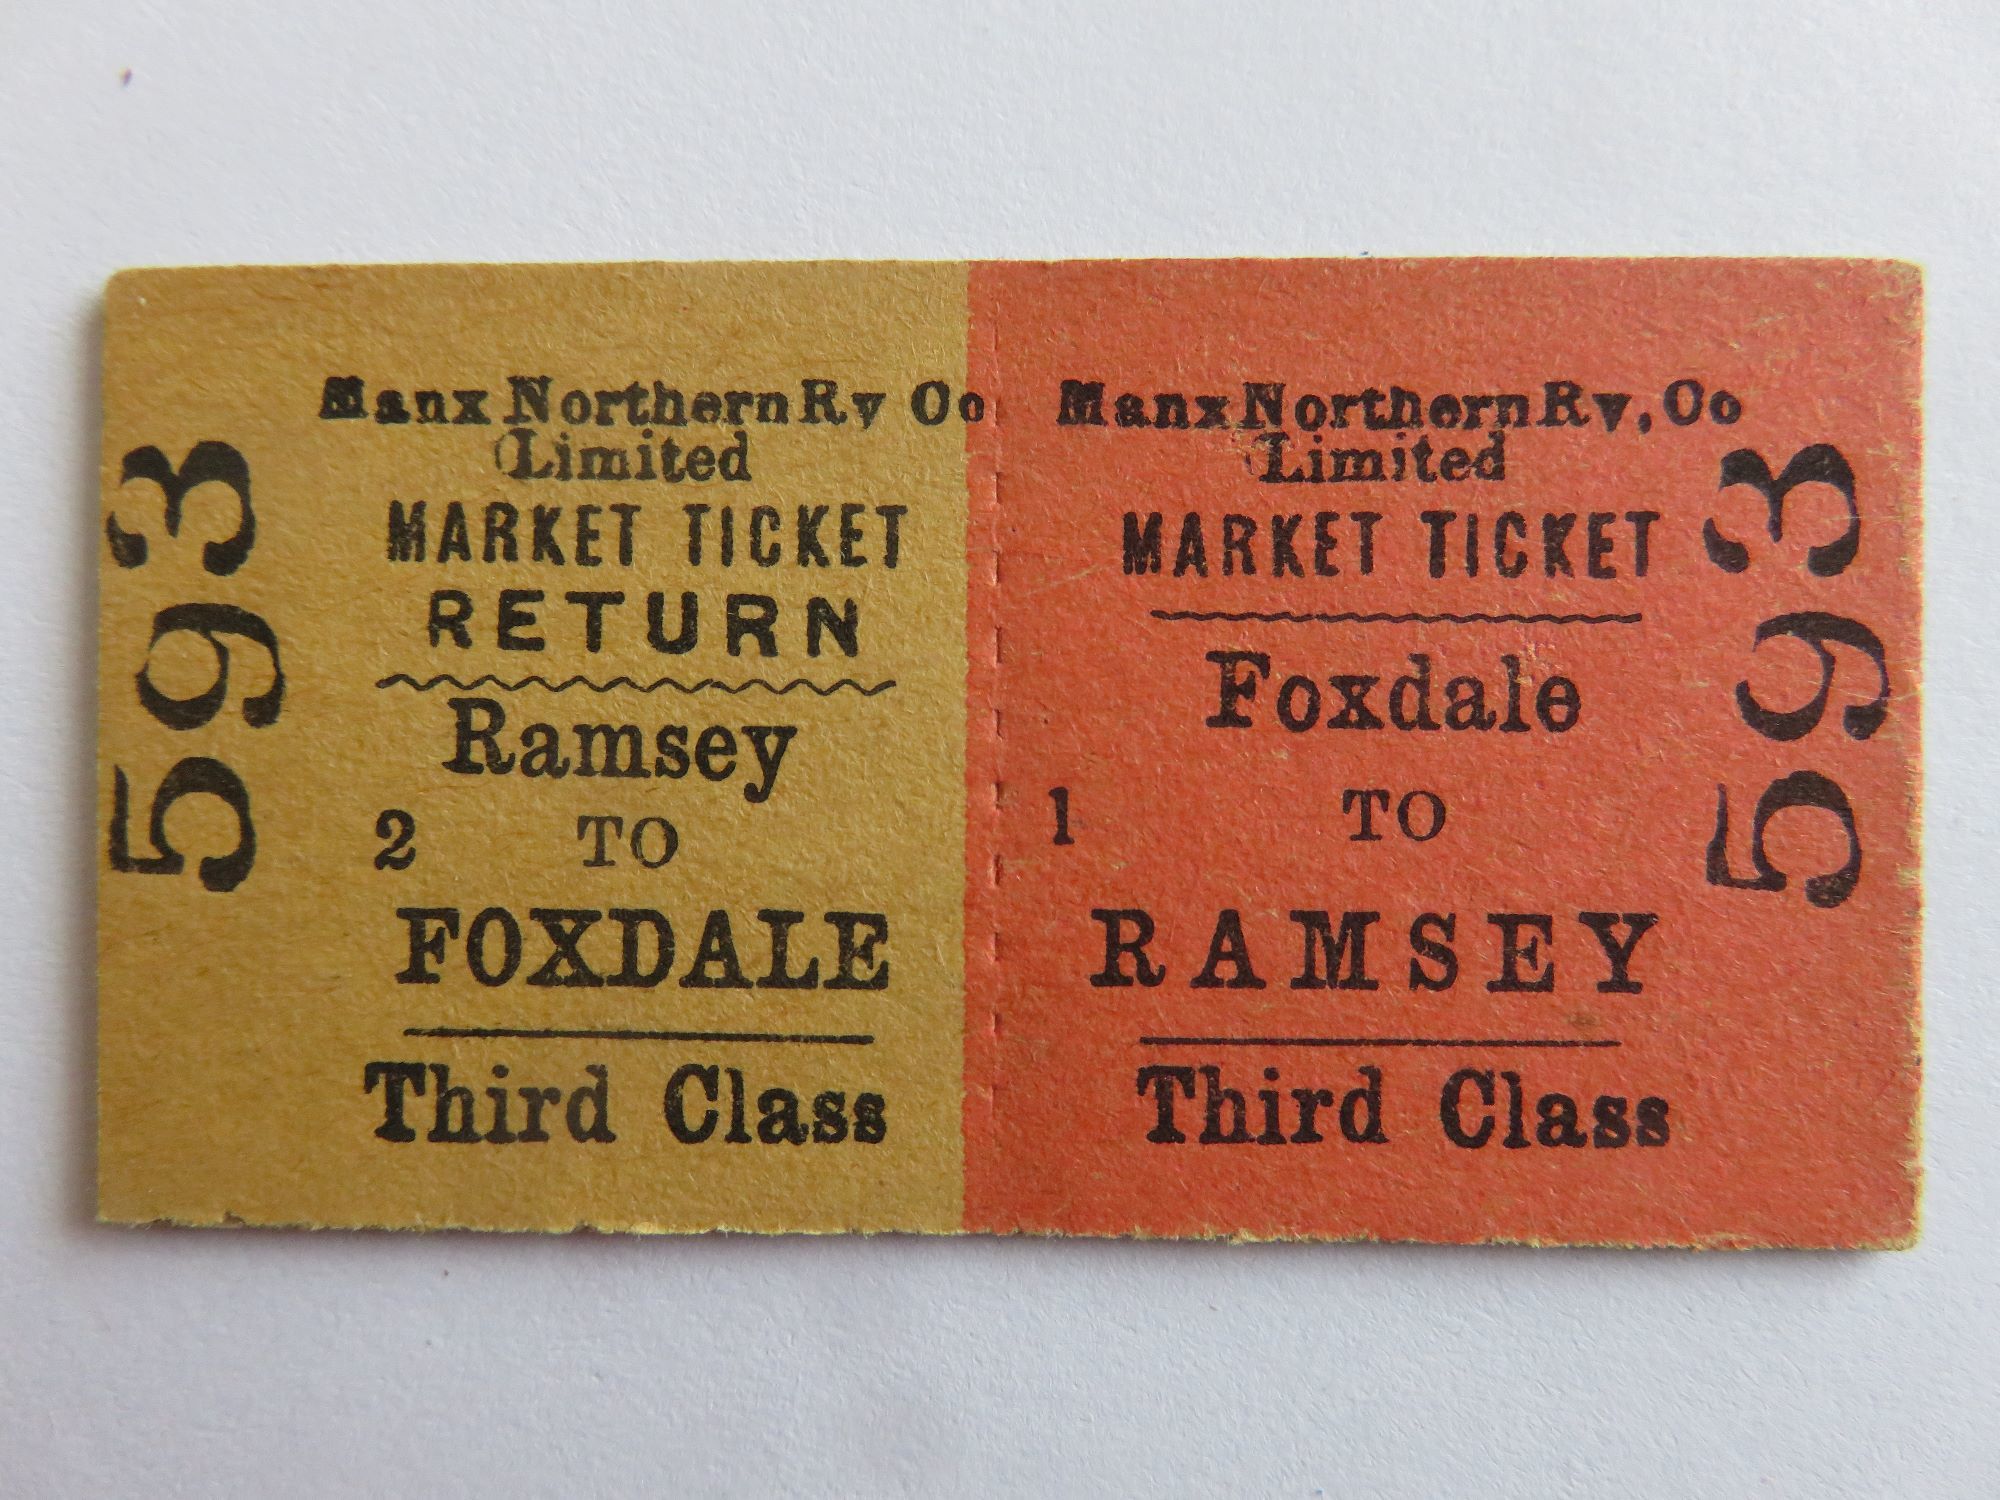 Manx Northern Ry Co
(Limited
MARKET TICKET
RETURN
Ramsey
2 TO
FOXDALE
Third Class
593
Manx Northern Ry, Co
(Limited
MARKET TICKET
Foxdale
1 TO
RAMSEY
Third Class
593